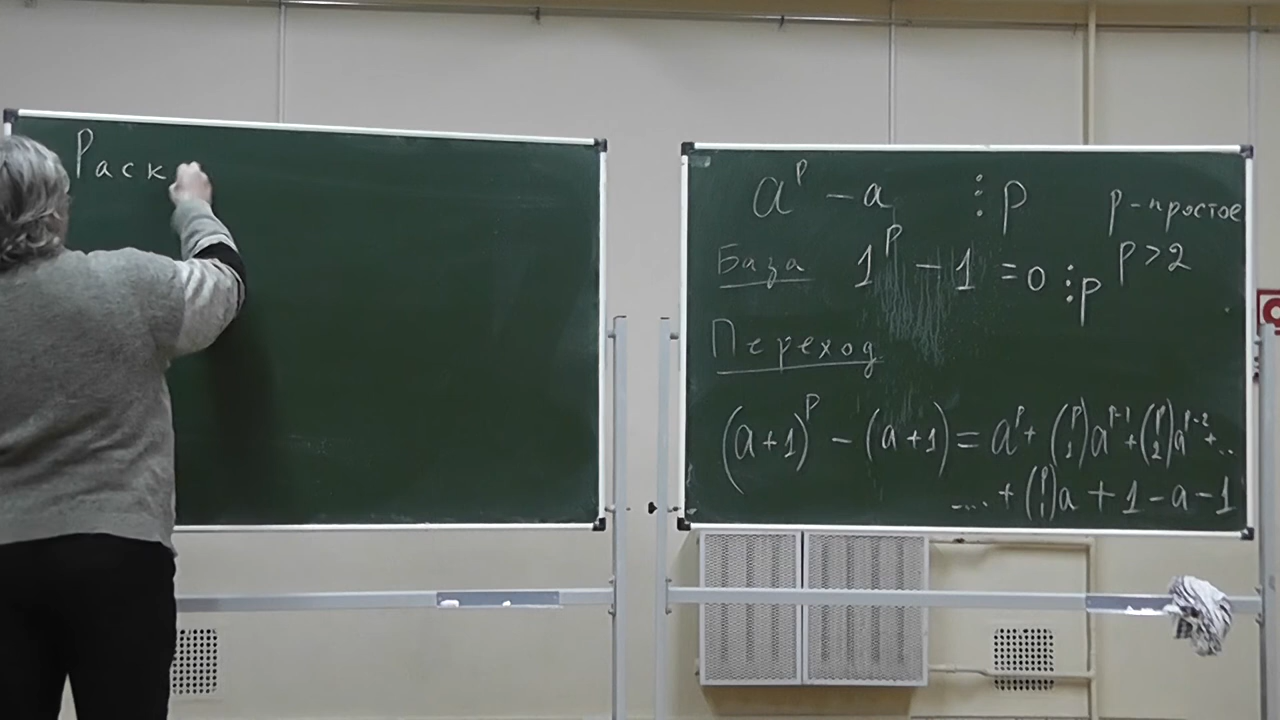 Раск
a^p - a ⋮ p p-простое
База 1^p - 1 = 0 ⋮ p p > 2
Переход
(a+1)^p - (a+1) = a^p + (p 1)a^{p-1} + (p 2)a^{p-2} + ..
.... + (p 1)a + 1 - a - 1